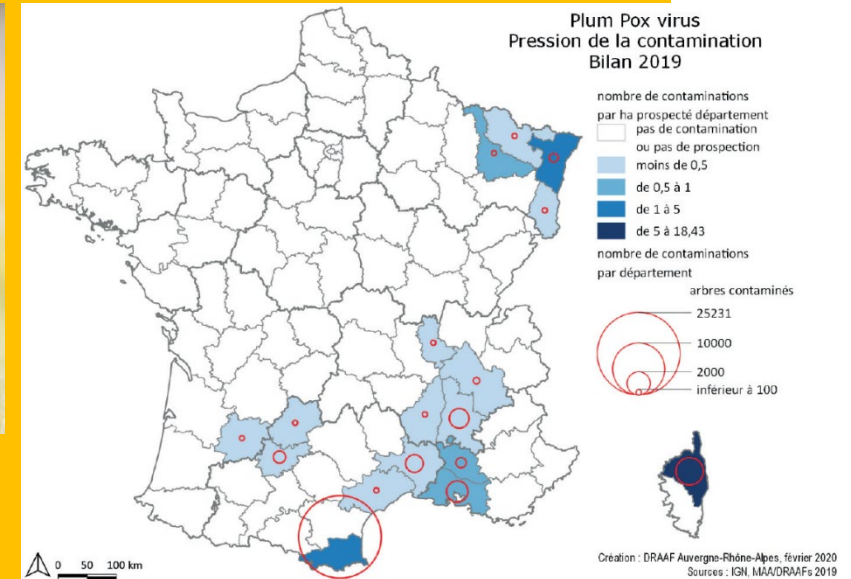 Plum Pox virus
Pression de la contamination
Bilan 2019
nombre de contaminations
par ha prospecté département
pas de contamination
ou pas de prospection
moins de 0,5
de 0,5 à 1
de 1 à 5
de 5 à 18,43
nombre de contaminations
par département
arbres contaminés
25231
10000
2000
inférieur à 100
0 50 100 km
Création : DRAAF Auvergne-Rhône-Alpes, février 2020
Sources : IGN, MAA/DRAAFs 2019